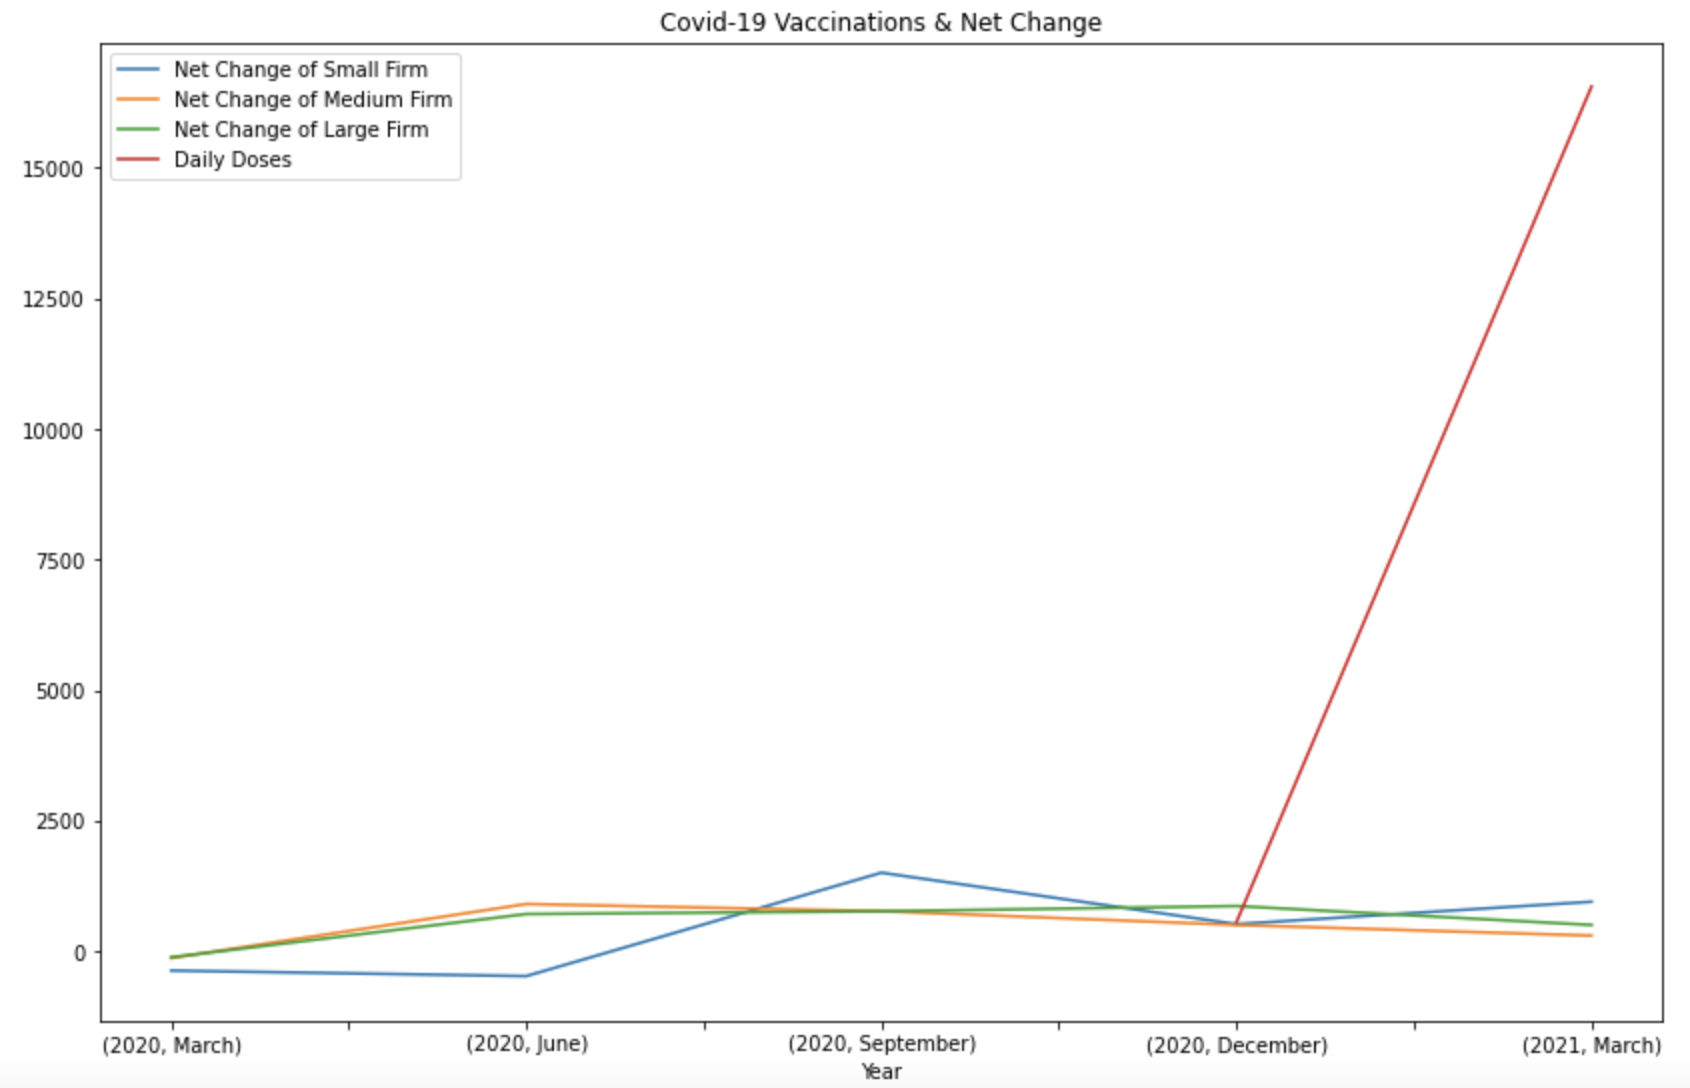 Covid-19 Vaccinations & Net Change
Net Change of Small Firm
Net Change of Medium Firm
Net Change of Large Firm
Daily Doses
15000
12500
10000
7500
5000
2500
0
(2020, March) (2020, June) (2020, September) (2020, December) (2021, March)
Year